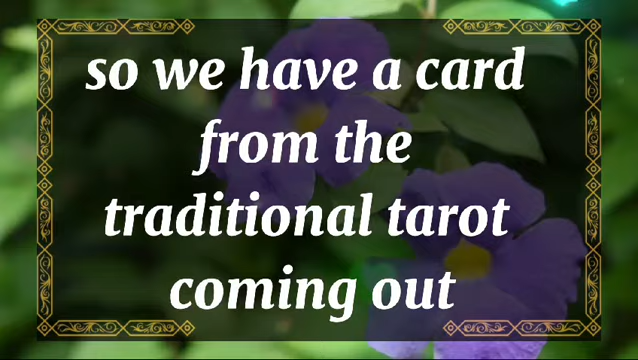 so we have a card
from the
traditional tarot
coming out